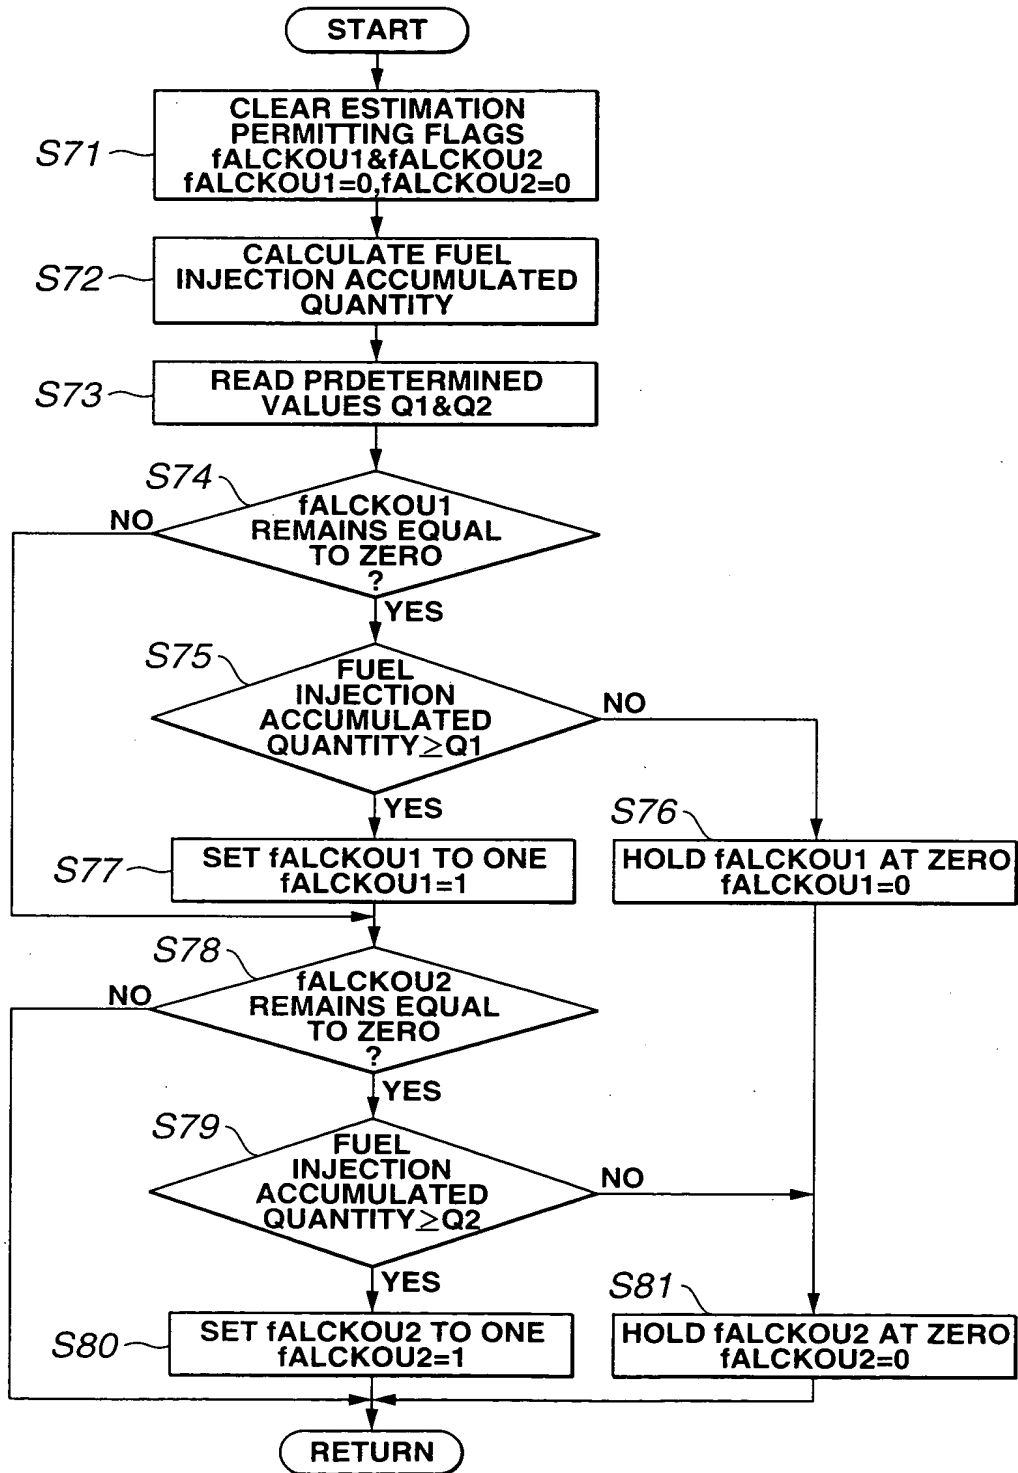 START
S71
CLEAR ESTIMATION
PERMITTING FLAGS
fALCKOU1&fALCKOU2
fALCKOU1=0,fALCKOU2=0
S72
CALCULATE FUEL
INJECTION ACCUMULATED
QUANTITY
S73
READ PRDETERMINED
VALUES Q1&Q2
S74
fALCKOU1
REMAINS EQUAL
TO ZERO
?
NO
YES
S75
FUEL
INJECTION
ACCUMULATED
QUANTITY≥Q1
NO
YES
S76
HOLD fALCKOU1 AT ZERO
fALCKOU1=0
S77
SET fALCKOU1 TO ONE
fALCKOU1=1
S78
fALCKOU2
REMAINS EQUAL
TO ZERO
?
NO
YES
S79
FUEL
INJECTION
ACCUMULATED
QUANTITY≥Q2
NO
YES
S80
SET fALCKOU2 TO ONE
fALCKOU2=1
S81
HOLD fALCKOU2 AT ZERO
fALCKOU2=0
RETURN